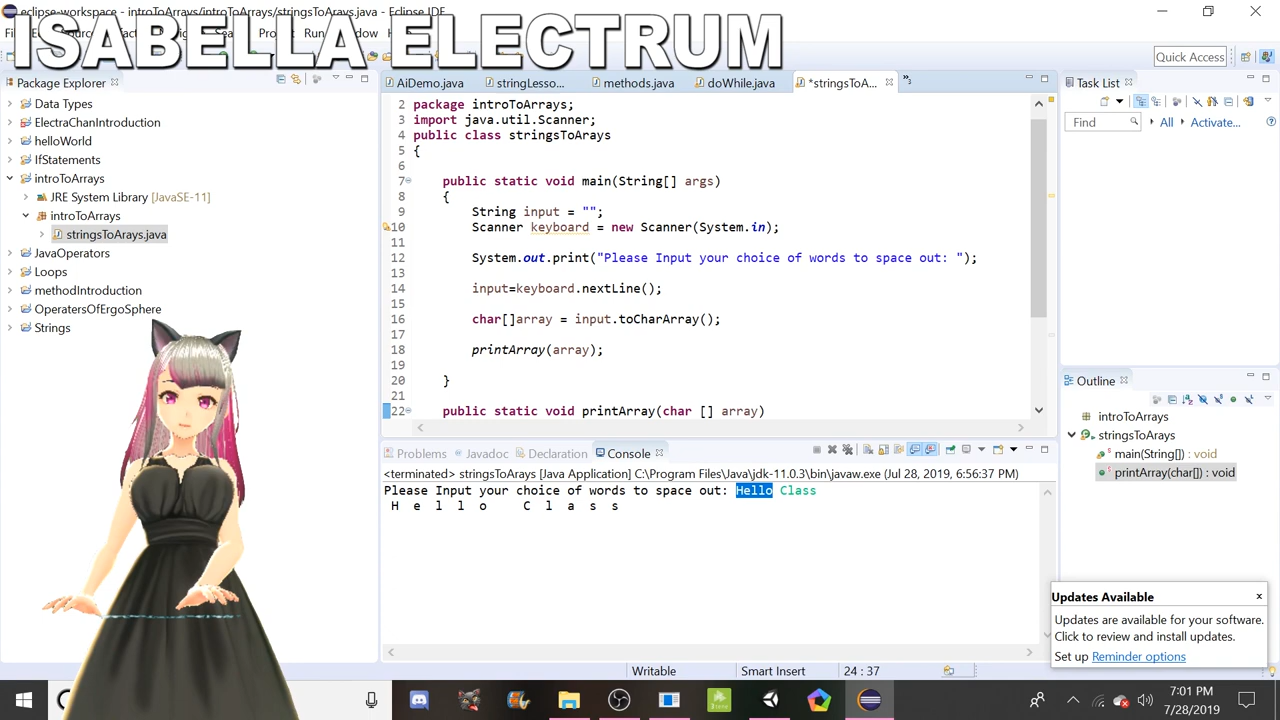 eclipse-workspace - introToArrays/introToArrays/stringsToArays.java - Eclipse IDE
ISABELLA ELECTRUM
Quick Access
Package Explorer
AiDemo.java
stringLesso...
methods.java
doWhile.java
*stringsToA...
Task List
Data Types
ElectraChanIntroduction
helloWorld
IfStatements
introToArrays
JRE System Library [JavaSE-11]
introToArrays
stringsToArays.java
JavaOperators
Loops
methodIntroduction
OperatersOfErgoSphere
Strings
2 package introToArrays;
3 import java.util.Scanner;
4 public class stringsToArays
5 {
6
7 public static void main(String[] args)
8 {
9 String input = "";
10 Scanner keyboard = new Scanner(System.in);
11
12 System.out.print("Please Input your choice of words to space out: ");
13
14 input=keyboard.nextLine();
15
16 char[]array = input.toCharArray();
17
18 printArray(array);
19
20 }
21
22 public static void printArray(char [] array)
Find
All
Activate...
Outline
introToArrays
stringsToArays
main(String[]) : void
printArray(char[]) : void
Problems
Javadoc
Declaration
Console
<terminated> stringsToArays [Java Application] C:\Program Files\Java\jdk-11.0.3\bin\javaw.exe (Jul 28, 2019, 6:56:37 PM)
Please Input your choice of words to space out: Hello Class
H e l l o   C l a s s
Updates Available
Updates are available for your software.
Click to review and install updates.
Set up Reminder options
Writable
Smart Insert
24 : 37
7:01 PM
7/28/2019